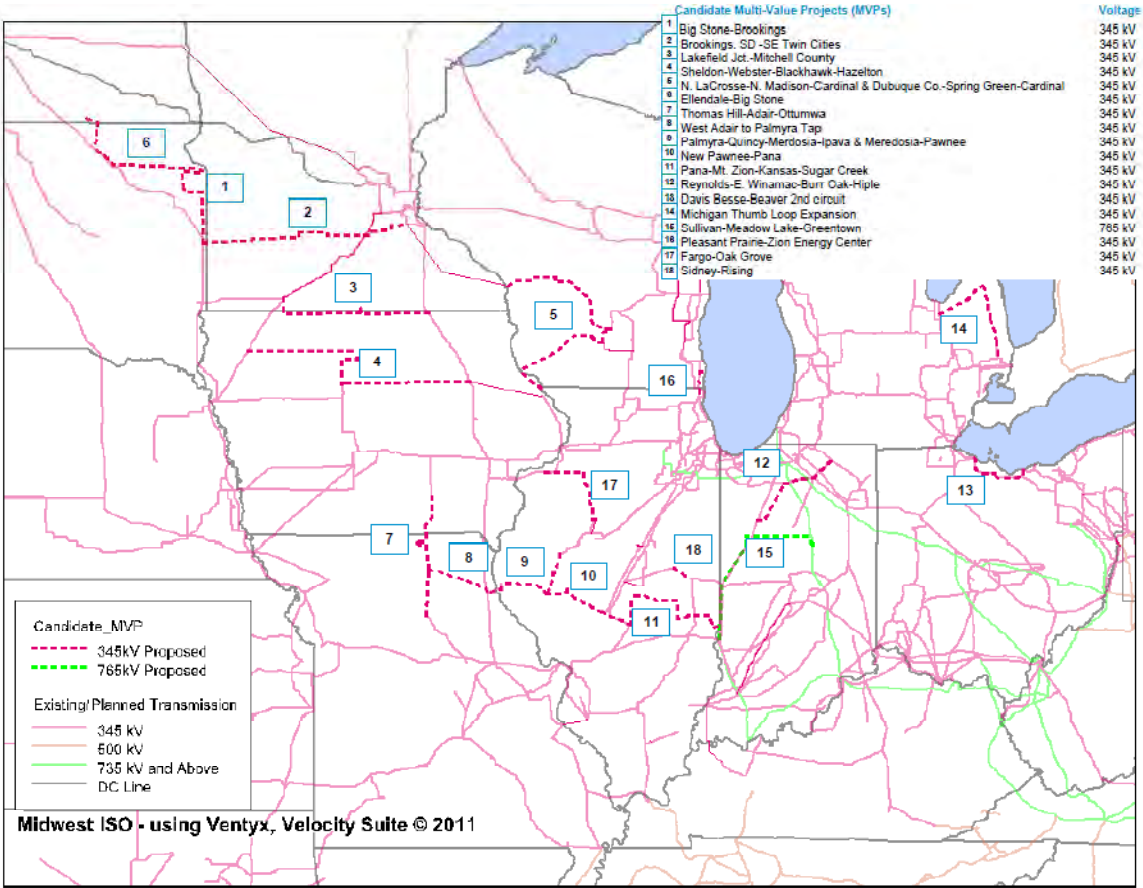 Candidate Multi-Value Projects (MVPs) Voltage
1 Big Stone-Brookings 345 kV
2 Brookings. SD -SE Twin Cities 345 kV
3 Lakefield Jct.-Mitchell County 345 kV
4 Sheldon-Webster-Blackhawk-Hazelton 345 kV
5 N. LaCrosse-N. Madison-Cardinal & Dubuque Co.-Spring Green-Cardinal 345 kV
6 Ellendale-Big Stone 345 kV
7 Thomas Hill-Adair-Ottumwa 345 kV
8 West Adair to Palmyra Tap 345 kV
9 Palmyra-Quincy-Merdosia-Ipava & Meredosia-Pawnee 345 kV
10 New Pawnee-Pana 345 kV
11 Pana-Mt. Zion-Kansas-Sugar Creek 345 kV
12 Reynolds-E. Winamac-Burr Oak-Hiple 345 kV
13 Davis Besse-Beaver 2nd circuit 345 kV
14 Michigan Thumb Loop Expansion 345 kV
15 Sullivan-Meadow Lake-Greentown 765 kV
16 Pleasant Prairie-Zion Energy Center 345 kV
17 Fargo-Oak Grove 345 kV
18 Sidney-Rising 345 kV
6
1
2
3
5
14
4
16
12
17
13
7
8
9
18
15
10
11
Candidate_MVP
345kV Proposed
765kV Proposed
Existing/Planned Transmission
345 kV
500 kV
735 kV and Above
DC Line
Midwest ISO - using Ventyx, Velocity Suite © 2011